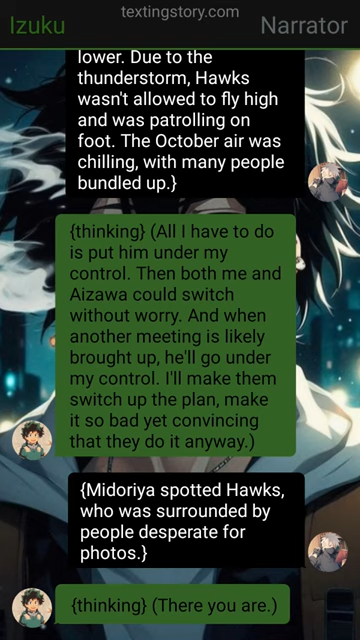 textingstory.com
Izuku
Narrator
lower. Due to the
thunderstorm, Hawks
wasn't allowed to fly high
and was patrolling on
foot. The October air was
chilling, with many people
bundled up.}
{thinking} (All I have to do
is put him under my
control. Then both me and
Aizawa could switch
without worry. And when
another meeting is likely
brought up, he'll go under
my control. I'll make them
switch up the plan, make
it so bad yet convincing
that they do it anyway.)
{Midoriya spotted Hawks,
who was surrounded by
people desperate for
photos.}
{thinking} (There you are.)